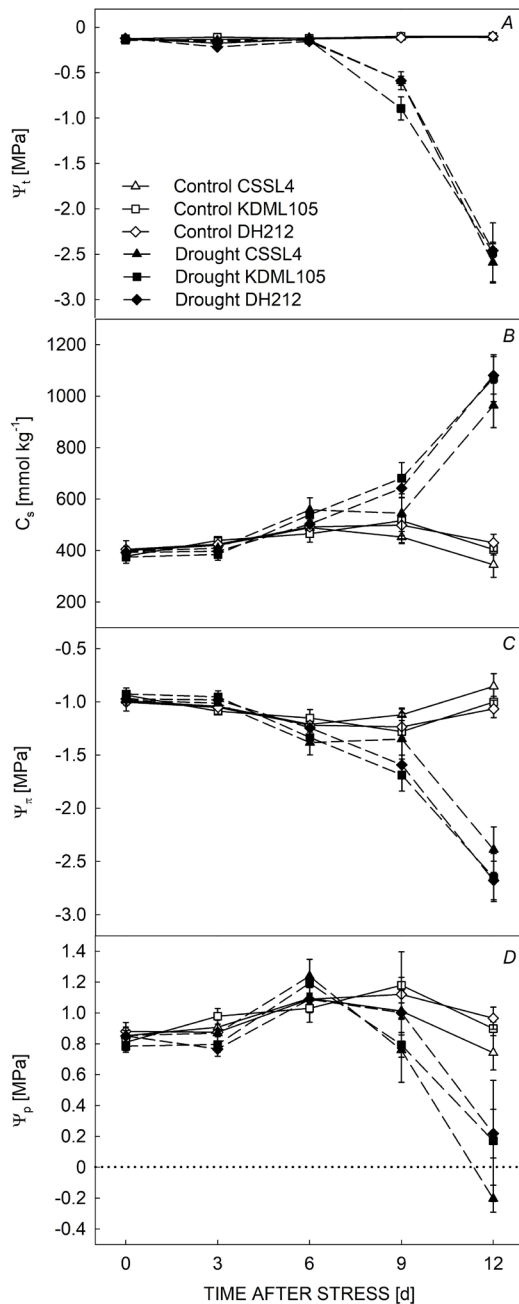 A
0
-0.5
-1.0
-1.5
-2.0
-2.5
-3.0
Ψt [MPa]
Control CSSL4
Control KDML105
Control DH212
Drought CSSL4
Drought KDML105
Drought DH212
B
1200
1000
800
600
400
200
Cs [mmol kg-1]
C
-0.5
-1.0
-1.5
-2.0
-2.5
-3.0
Ψπ [MPa]
D
1.4
1.2
1.0
0.8
0.6
0.4
0.2
0.0
-0.2
-0.4
Ψp [MPa]
0 3 6 9 12
TIME AFTER STRESS [d]